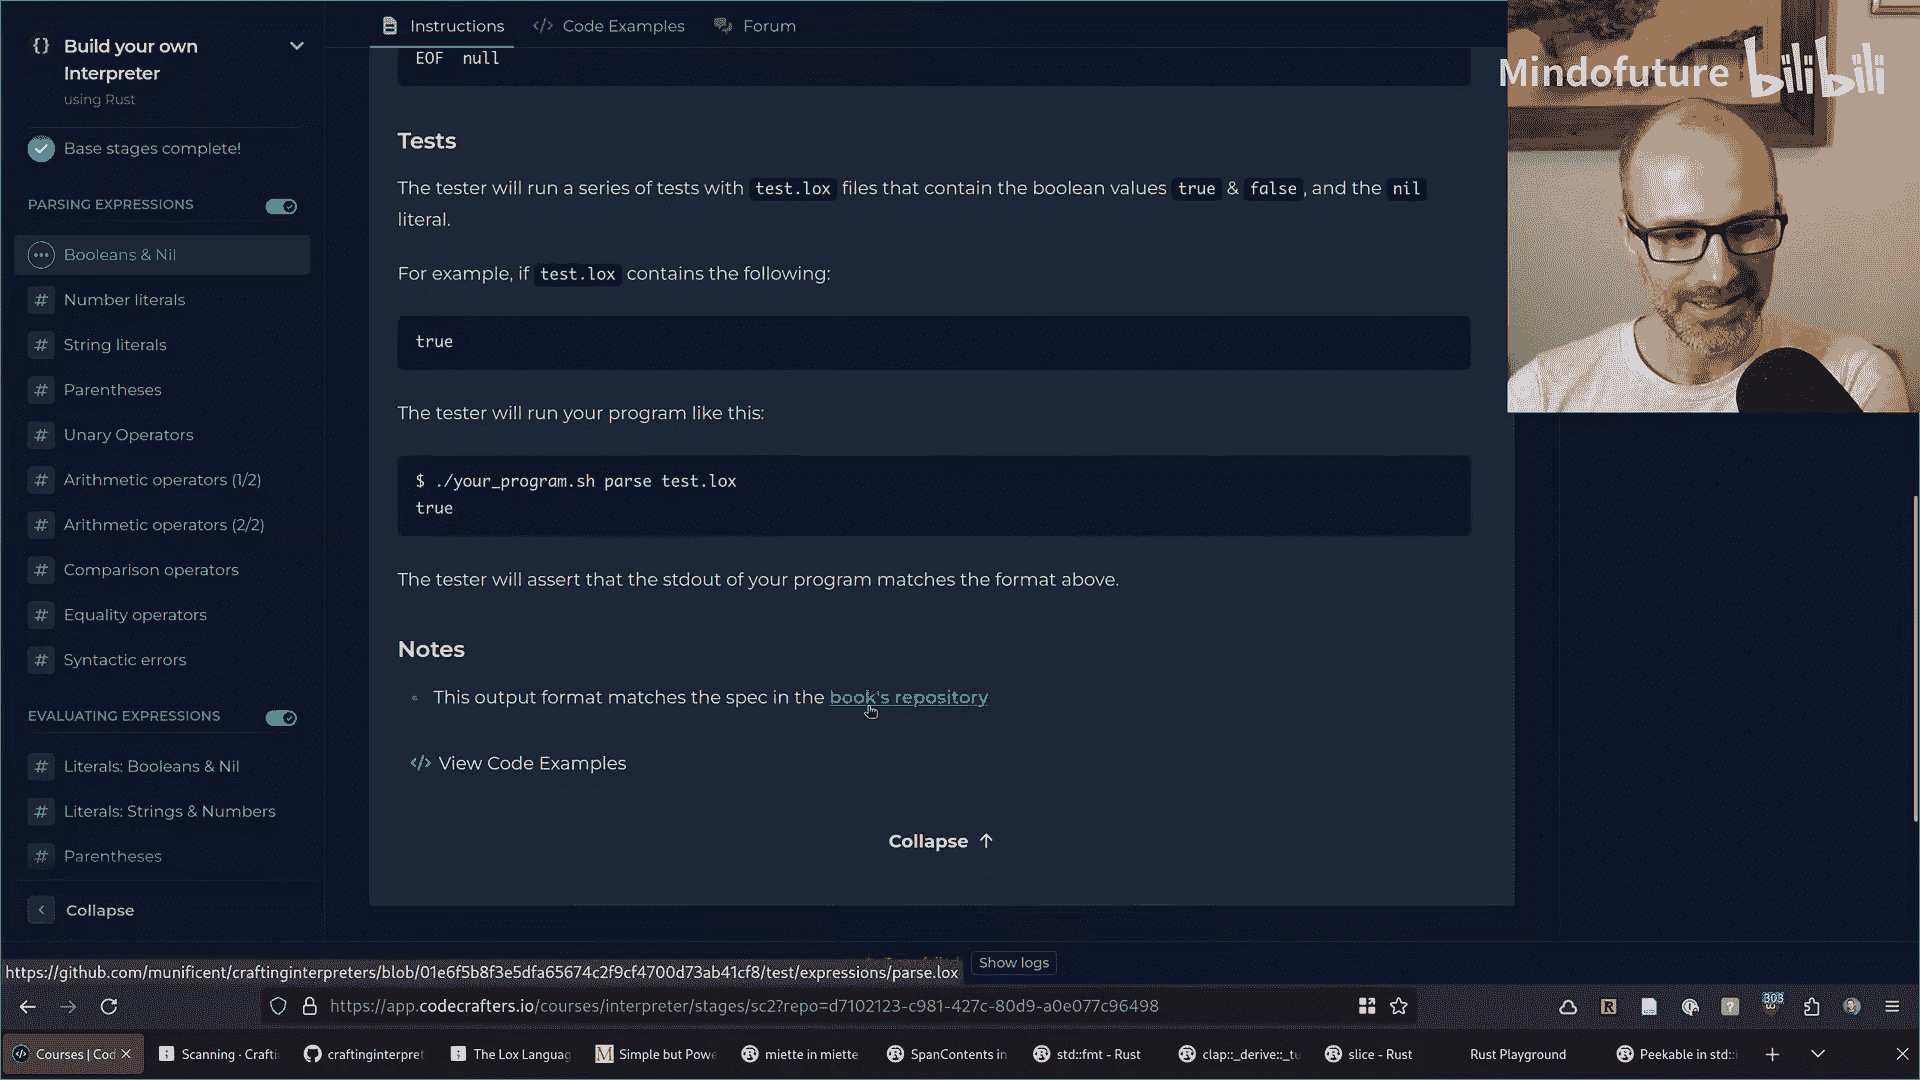 Build your own
Interpreter
using Rust
Base stages complete!
PARSING EXPRESSIONS
Booleans & Nil
# Number literals
# String literals
# Parentheses
# Unary Operators
# Arithmetic operators (1/2)
# Arithmetic operators (2/2)
# Comparison operators
# Equality operators
# Syntactic errors
EVALUATING EXPRESSIONS
# Literals: Booleans & Nil
# Literals: Strings & Numbers
# Parentheses
Collapse
Instructions
Code Examples
Forum
EOF null
Tests
The tester will run a series of tests with test.lox files that contain the boolean values true & false, and the nil
literal.
For example, if test.lox contains the following:
true
The tester will run your program like this:
$ ./your_program.sh parse test.lox
true
The tester will assert that the stdout of your program matches the format above.
Notes
This output format matches the spec in the book's repository
</> View Code Examples
Collapse ↑
Mindofuture bilibili
Show logs
https://github.com/munificent/craftinginterpreters/blob/01e6f5b8f3e5dfa65674c2f9cf4700d73ab41cf8/test/expressions/parse.lox
https://app.codecrafters.io/courses/interpreter/stages/sc2?repo=d7102123-c981-427c-80d9-a0e077c96498
303
Courses | Cod
Scanning · Crafti
craftinginterpret
The Lox Languag
Simple but Powe
miette in miette
SpanContents in
std::fmt - Rust
clap::_derive::_tu
slice - Rust
Rust Playground
Peekable in std::i